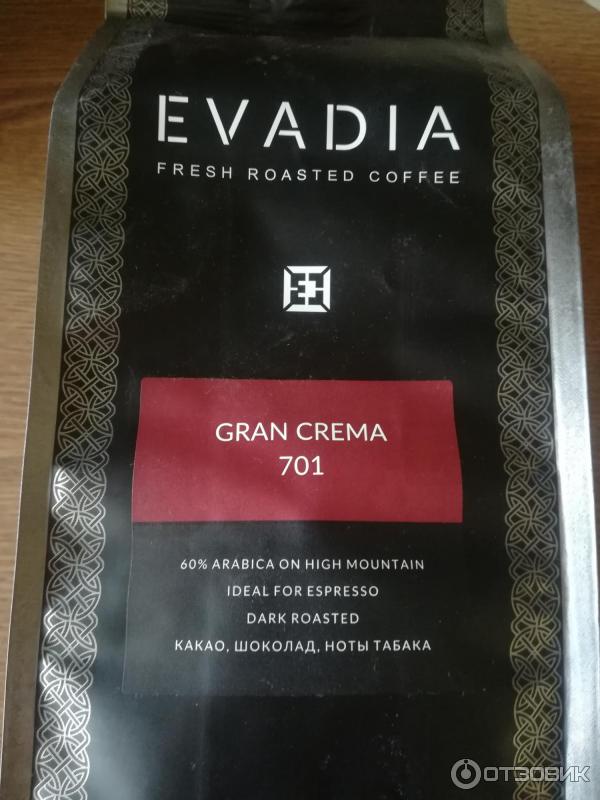 EVADIA
FRESH ROASTED COFFEE
GRAN CREMA
701
60% ARABICA ON HIGH MOUNTAIN
IDEAL FOR ESPRESSO
DARK ROASTED
КАКАО, ШОКОЛАД, НОТЫ ТАБАКА
ОТЗОВИК